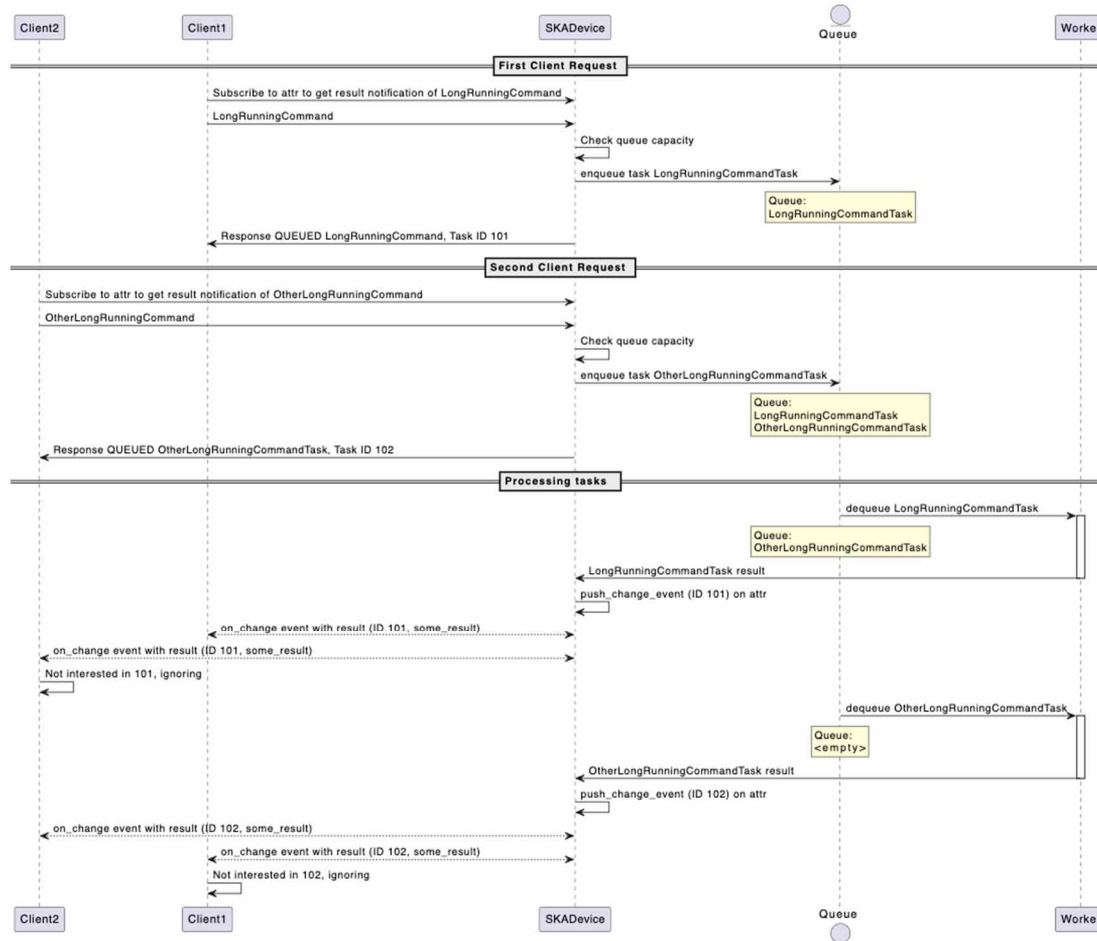 Client2
Client1
SKADevice
Queue
Worke
First Client Request
Subscribe to attr to get result notification of LongRunningCommand
LongRunningCommand
Check queue capacity
enqueue task LongRunningCommandTask
Queue:
LongRunningCommandTask
Response QUEUED LongRunningCommand, Task ID 101
Second Client Request
Subscribe to attr to get result notification of OtherLongRunningCommand
OtherLongRunningCommand
Check queue capacity
enqueue task OtherLongRunningCommandTask
Queue:
LongRunningCommandTask
OtherLongRunningCommandTask
Response QUEUED OtherLongRunningCommandTask, Task ID 102
Processing tasks
dequeue LongRunningCommandTask
Queue:
OtherLongRunningCommandTask
LongRunningCommandTask result
push_change_event (ID 101) on attr
on_change event with result (ID 101, some_result)
on_change event with result (ID 101, some_result)
Not interested in 101, ignoring
dequeue OtherLongRunningCommandTask
Queue:
<empty>
OtherLongRunningCommandTask result
push_change_event (ID 102) on attr
on_change event with result (ID 102, some_result)
on_change event with result (ID 102, some_result)
Not interested in 102, ignoring
Client2
Client1
SKADevice
Queue
Worke